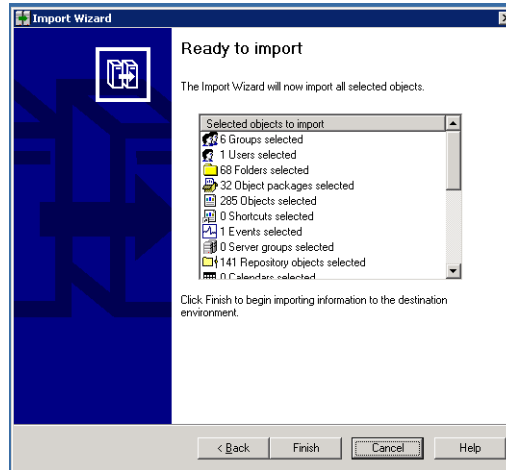 Import Wizard
Ready to import
The Import Wizard will now import all selected objects.
Selected objects to import
6 Groups selected
1 Users selected
68 Folders selected
32 Object packages selected
285 Objects selected
0 Shortcuts selected
1 Events selected
0 Server groups selected
141 Repository objects selected
0 Calendars selected
Click Finish to begin importing information to the destination
environment.
< Back Finish Cancel Help